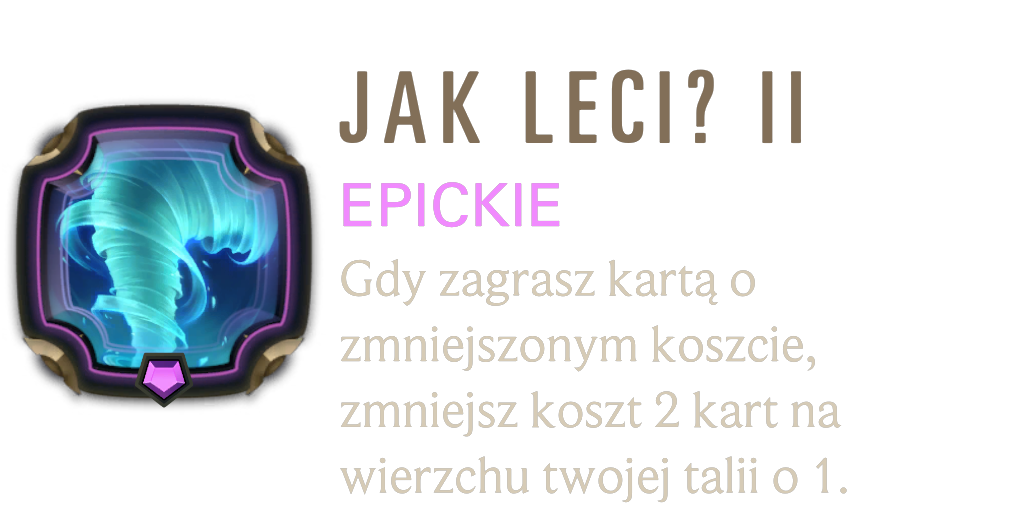 JAK LECI? II
EPICKIE
Gdy zagrasz kartą o
zmniejszonym koszcie,
zmniejsz koszt 2 kart na
wierzchu twojej talii o 1.